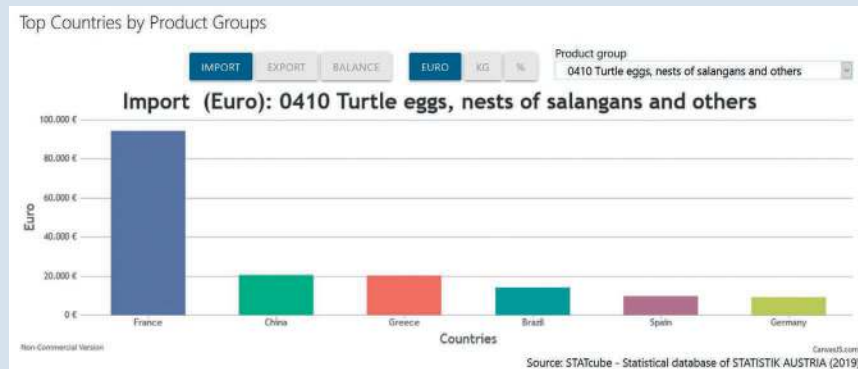 Top Countries by Product Groups
Product group
IMPORT EXPORT BALANCE EURO KG % 0410 Turtle eggs, nests of salangans and others
Import (Euro): 0410 Turtle eggs, nests of salangans and others
100.000 €
80.000 €
60.000 €
40.000 €
20.000 €
0 €
Euro
France China Greece Brazil Spain Germany
Countries
Non-Commercial Version CanvasJS.com
Source: STATcube - Statistical database of STATISTIK AUSTRIA (2019)